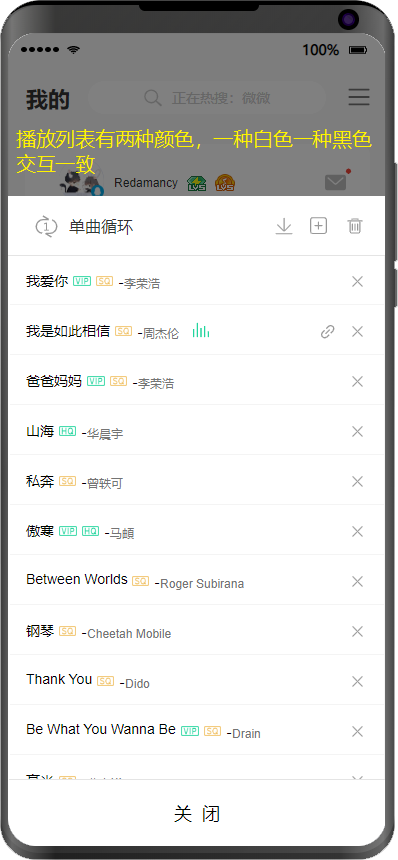 100%
我的
正在热搜：微微
播放列表有两种颜色，一种白色一种黑色
交互一致
Redamancy LV5 LV5
单曲循环
我爱你 VIP SQ -李荣浩
我是如此相信 SQ -周杰伦
爸爸妈妈 VIP SQ -李荣浩
山海 HQ -华晨宇
私奔 SQ -曾轶可
傲寒 VIP HQ -马頔
Between Worlds SQ -Roger Subirana
钢琴 SQ -Cheetah Mobile
Thank You SQ -Dido
Be What You Wanna Be VIP SQ -Drain
关 闭